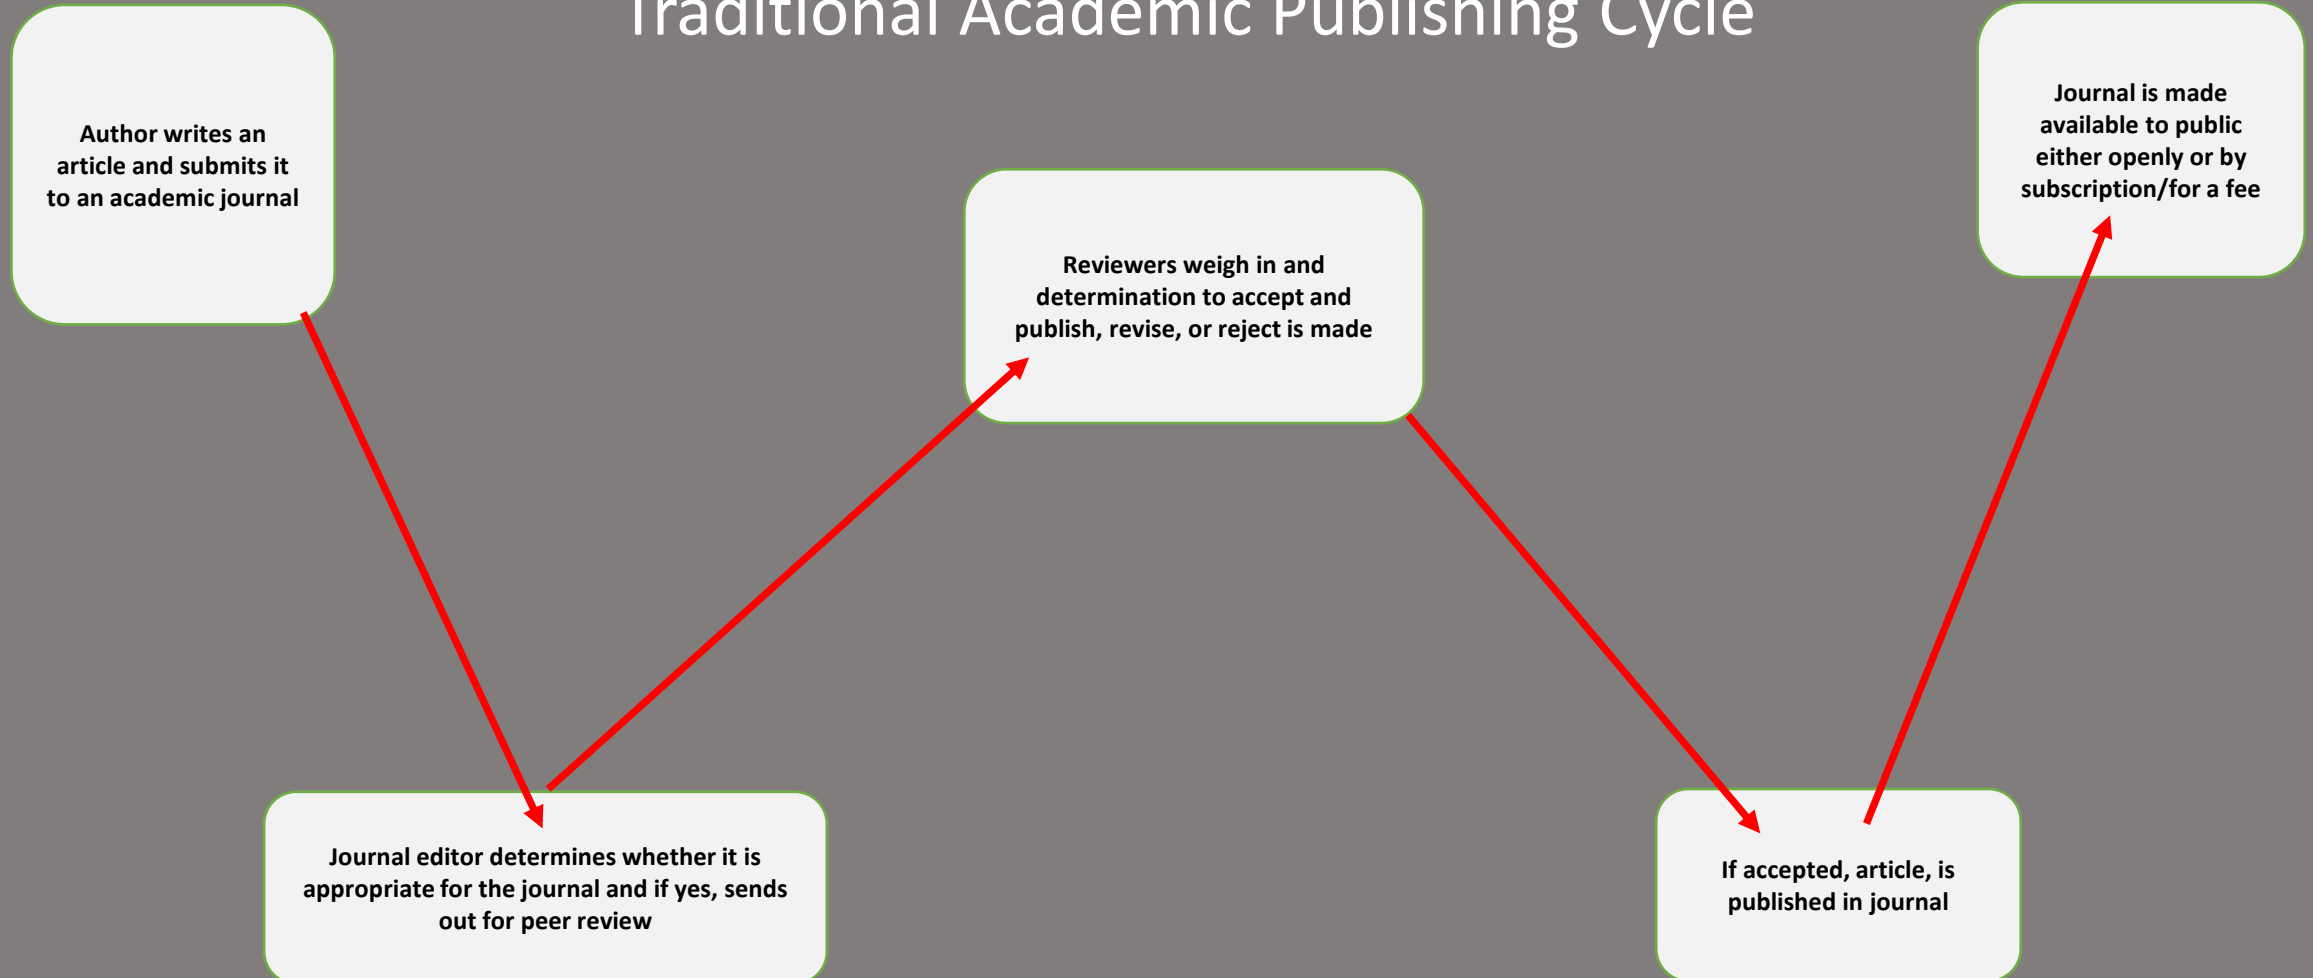 Traditional Academic Publishing Cycle
Author writes an
article and submits it
to an academic journal
Journal editor determines whether it is
appropriate for the journal and if yes, sends
out for peer review
Reviewers weigh in and
determination to accept and
publish, revise, or reject is made
If accepted, article, is
published in journal
Journal is made
available to public
either openly or by
subscription/for a fee